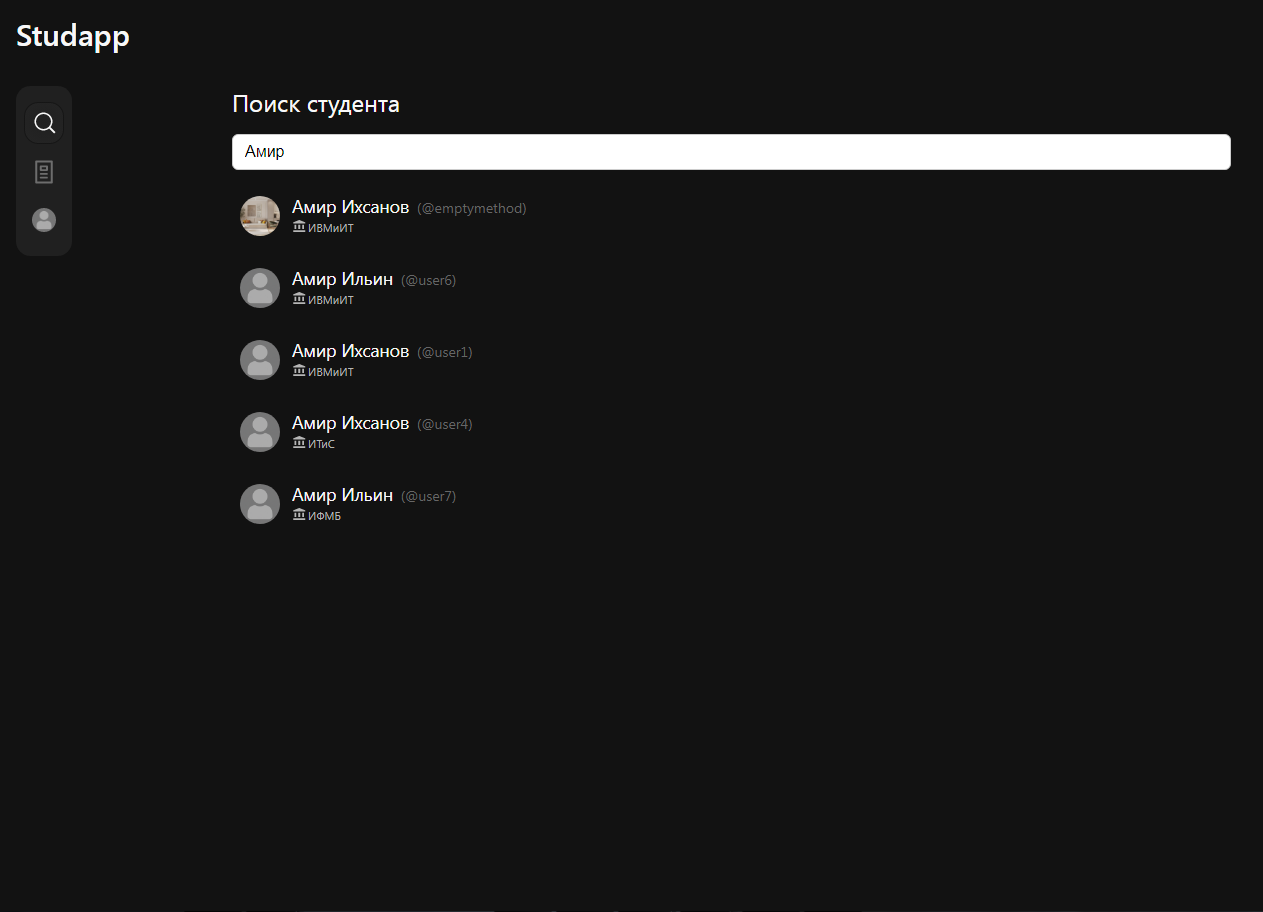 Studapp
Поиск студента
Амир
Амир Ихсанов (@emptymethod)
ИВМиИТ
Амир Ильин (@user6)
ИВМиИТ
Амир Ихсанов (@user1)
ИВМиИТ
Амир Ихсанов (@user4)
ИТиС
Амир Ильин (@user7)
ИФМБ